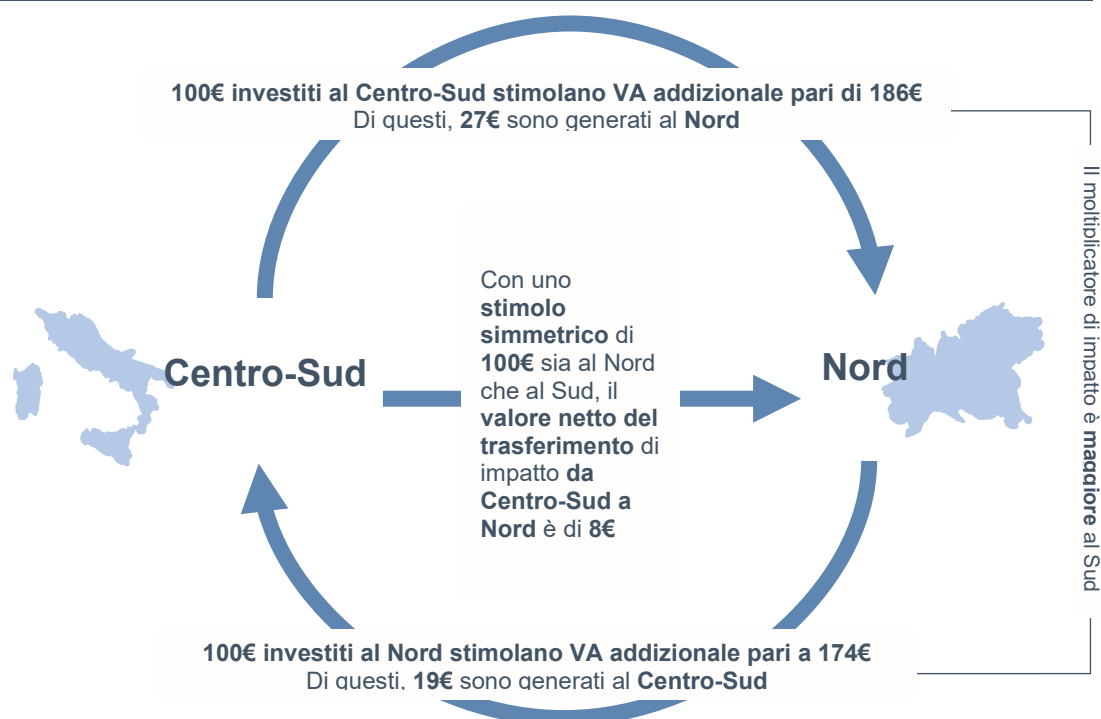 100€ investiti al Centro-Sud stimolano VA addizionale pari di 186€
Di questi, 27€ sono generati al Nord
Il moltiplicatore di impatto è maggiore al Sud
Con uno
stimolo
simmetrico di
100€ sia al Nord
che al Sud, il
valore netto del
trasferimento di
impatto da
Centro-Sud a
Nord è di 8€
Centro-Sud
Nord
100€ investiti al Nord stimolano VA addizionale pari a 174€
Di questi, 19€ sono generati al Centro-Sud